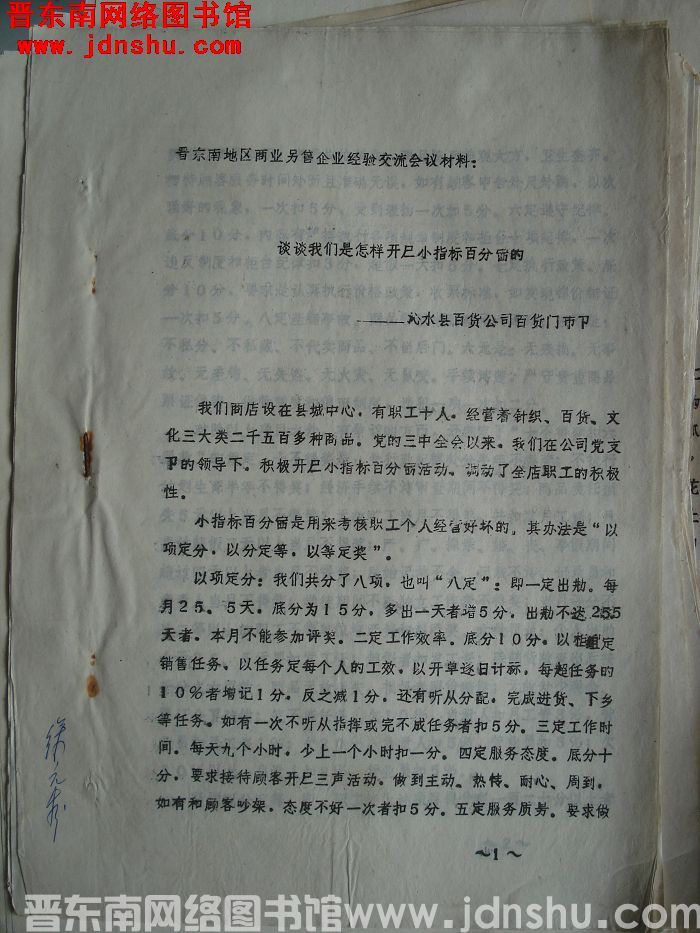 晋东南网络图书馆
www.jdnshu.com
晋东南地区商业另售企业经验交流会议材料：
谈谈我们是怎样开尸小指标百分奋的
——沁水县百货公司百货门市卩
我们商店设在县城中心，有职工十人，经营着针织、百货、文
化三大类二千五百多种商品。党的三中全会以来。我们在公司党支
卩的领导下，积极开尸小指标百分奋活动，调动了全店职工的积极
性。
小指标百分奋是用来考核职工个人经营好坏的，其办法是“以
项定分，以分定等，以等定奖”。
以项定分：我们共分了八项，也叫“八定”：即一定出勤。每
月25。5天，底分为15分，多出一天者增5分，出勤不达255
天者，本月不能参加评奖。二定工作效率。底分10分，以柜组定
销售任务，以任务定每个人的工效，以开单逐日计标，每超任务的
10%者增记1分，反之减1分，还有听从分配，完成进货、下乡
等任务。如有一次不听从指挥或完不成任务者扣5分。三定工作时
间。每天九个小时，少上一个小时扣一分。四定服务态度。底分十
分，要求接待顾客开尸三声活动，做到主动、热情、耐心、周到，
如有和顾客吵架，态度不好一次者扣5分。五定服务质量。要求做
～1～
晋东南网络图书馆www.jdnshu.com